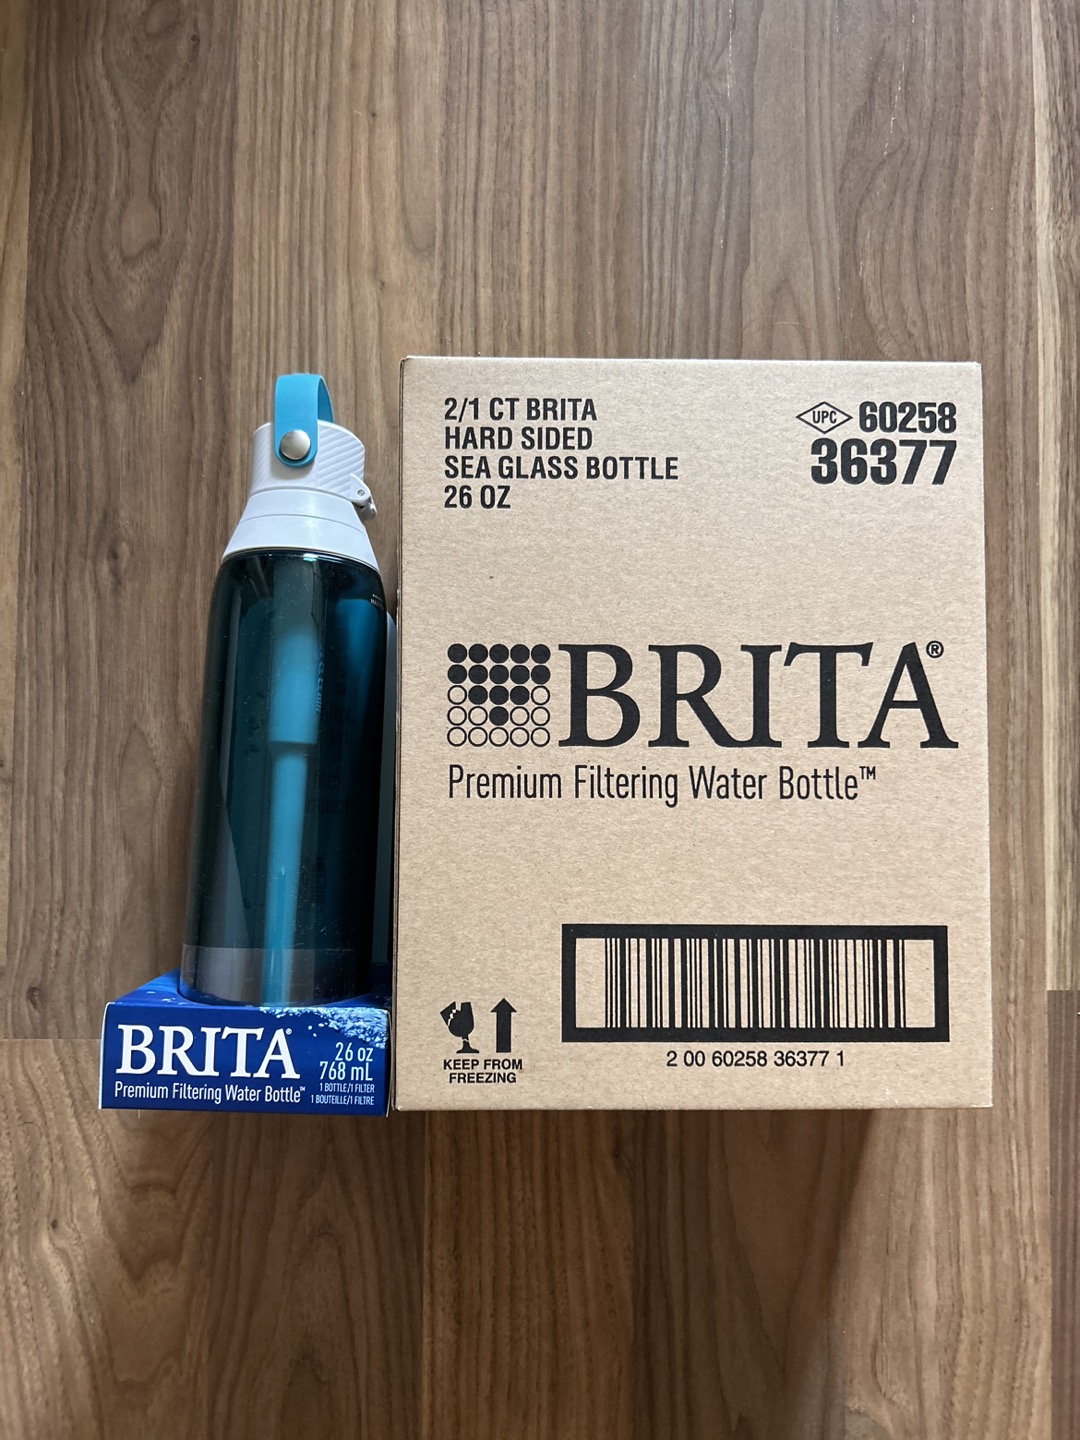 2/1 CT BRITA
HARD SIDED
SEA GLASS BOTTLE
26 OZ
UPC 60258
36377
BRITA®
Premium Filtering Water Bottle™
KEEP FROM
FREEZING
2 00 60258 36377 1
BRITA®
Premium Filtering Water Bottle™
26 oz
768 mL
1 BOTTLE/1 FILTER
1 BOUTEILLE/1 FILTRE